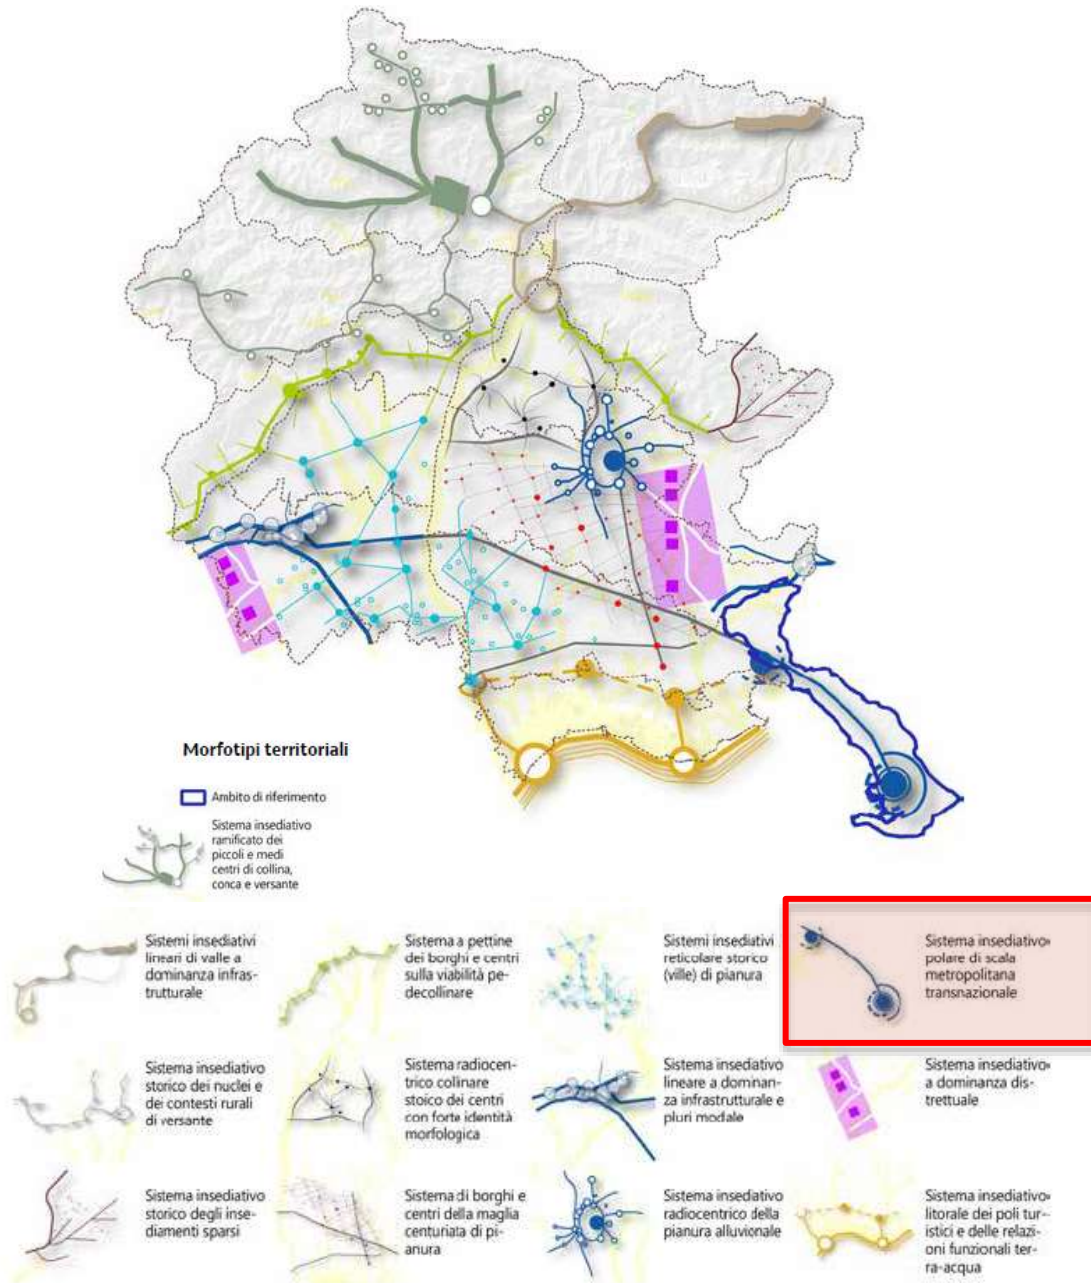 Morfotipi territoriali
Ambito di riferimento
Sistema insediativo
ramificato dei
piccoli e medi
centri di collina,
conca e versante
Sistemi insediativi
lineari di valle a
dominanza infras-
trutturale
Sistema a pettine
dei borghi e centri
sulla viabilità pe-
decollinare
Sistemi insediativi
reticolare storico
(ville) di pianura
Sistema insediativo
polare di scala
metropolitana
transnazionale
Sistema insediativo
storico dei nuclei e
dei contesti rurali
di versante
Sistema radiocen-
trico collinare
stoico dei centri
con forte identità
morfologica
Sistema insediativo
lineare a dominan-
za infrastrutturale e
pluri modale
Sistema insediativo
a dominanza dis-
trettuale
Sistema insediativo
storico degli inse-
diamenti sparsi
Sistema di borghi e
centri della maglia
centuriata di pi-
anura
Sistema insediativo
radiocentrico della
pianura alluvionale
Sistema insediativo
litorale dei poli tur-
istici e delle relazi-
oni funzionali ter-
ra-acqua